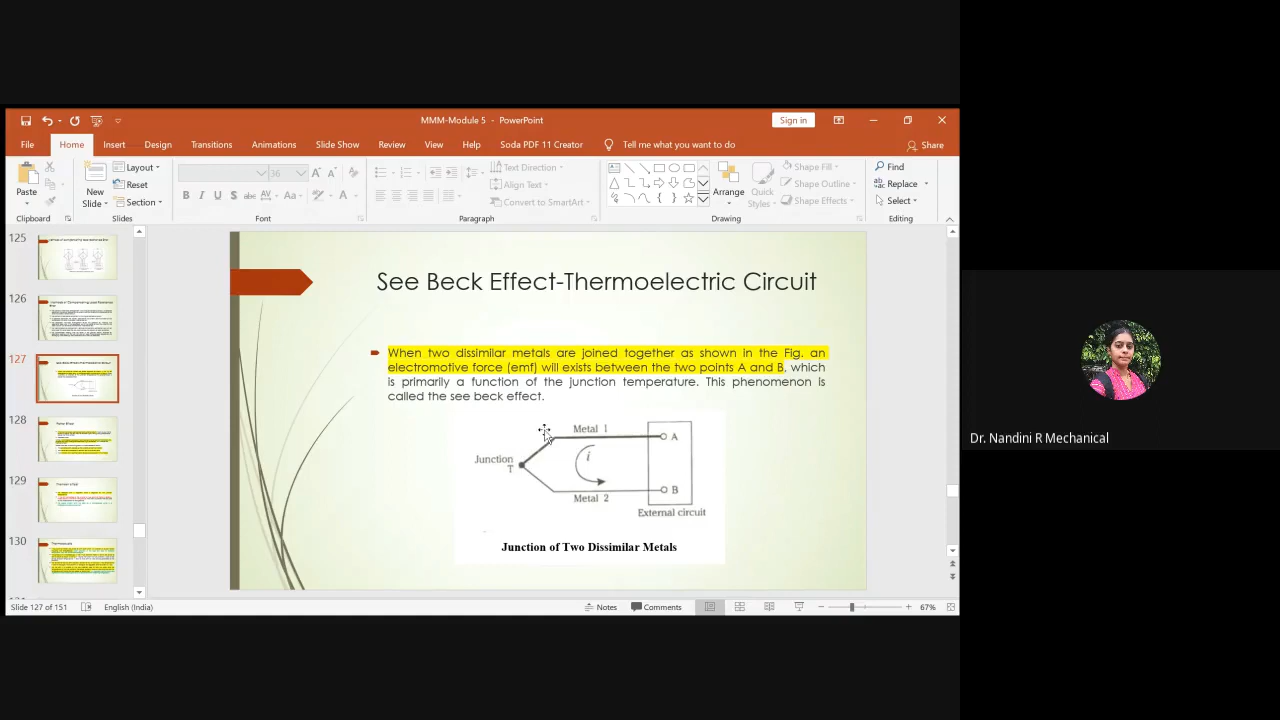 MMM-Module 5 - PowerPoint
Sign in
File Home Insert Design Transitions Animations Slide Show Review View Help Soda PDF 11 Creator Tell me what you want to do Share
Paste
Clipboard
New Slide
Layout
Reset
Section
Slides
36
B I U S abc AV Aa A
Font
Text Direction
Align Text
Convert to SmartArt
Paragraph
Arrange
Quick Styles
Shape Fill
Shape Outline
Shape Effects
Drawing
Find
Replace
Select
Editing
125
126
127
128
129
130
See Beck Effect-Thermoelectric Circuit
When two dissimilar metals are joined together as shown in the Fig. an
electromotive force (emf) will exists between the two points A and B, which
is primarily a function of the junction temperature. This phenomenon is
called the see beck effect.
Metal 1
A
Junction
T
i
B
Metal 2
External circuit
Junction of Two Dissimilar Metals
Dr. Nandini R Mechanical
Slide 127 of 151 English (India) Notes Comments 67%